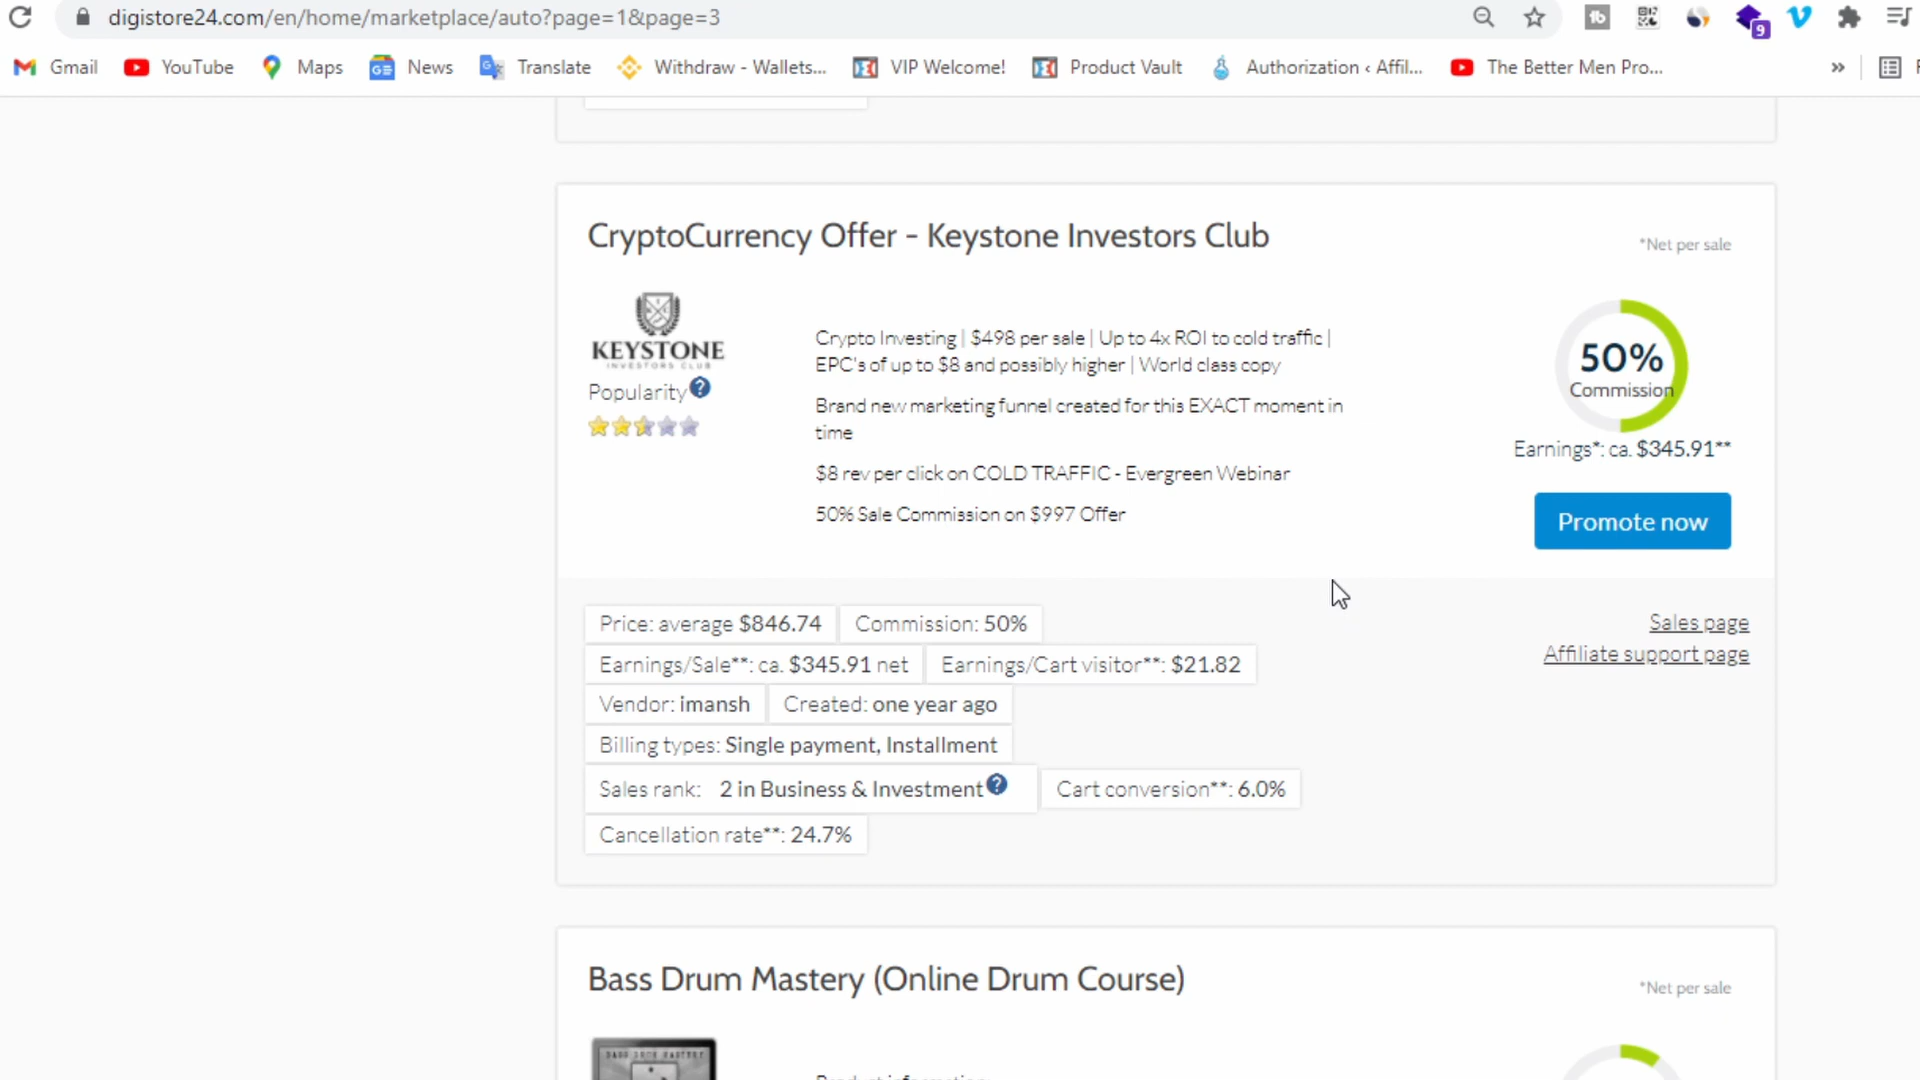 digistore24.com/en/home/marketplace/auto?page=1&page=3
9
Gmail
YouTube
Maps
News
Translate
Withdraw - Wallets...
VIP Welcome!
Product Vault
Authorization ‹ Affil...
The Better Men Pro...
»
CryptoCurrency Offer - Keystone Investors Club
*Net per sale
KEYSTONE
INVESTORS CLUB
Popularity
Crypto Investing | $498 per sale | Up to 4x ROI to cold traffic |
EPC's of up to $8 and possibly higher | World class copy
Brand new marketing funnel created for this EXACT moment in
time
$8 rev per click on COLD TRAFFIC - Evergreen Webinar
50% Sale Commission on $997 Offer
50%
Commission
Earnings*: ca. $345.91**
Promote now
Price: average $846.74
Commission: 50%
Earnings/Sale**: ca. $345.91 net
Earnings/Cart visitor**: $21.82
Vendor: imansh
Created: one year ago
Billing types: Single payment, Installment
Sales rank: 2 in Business & Investment
Cart conversion**: 6.0%
Cancellation rate**: 24.7%
Sales page
Affiliate support page
Bass Drum Mastery (Online Drum Course)
*Net per sale
BASS DRUM MASTERY